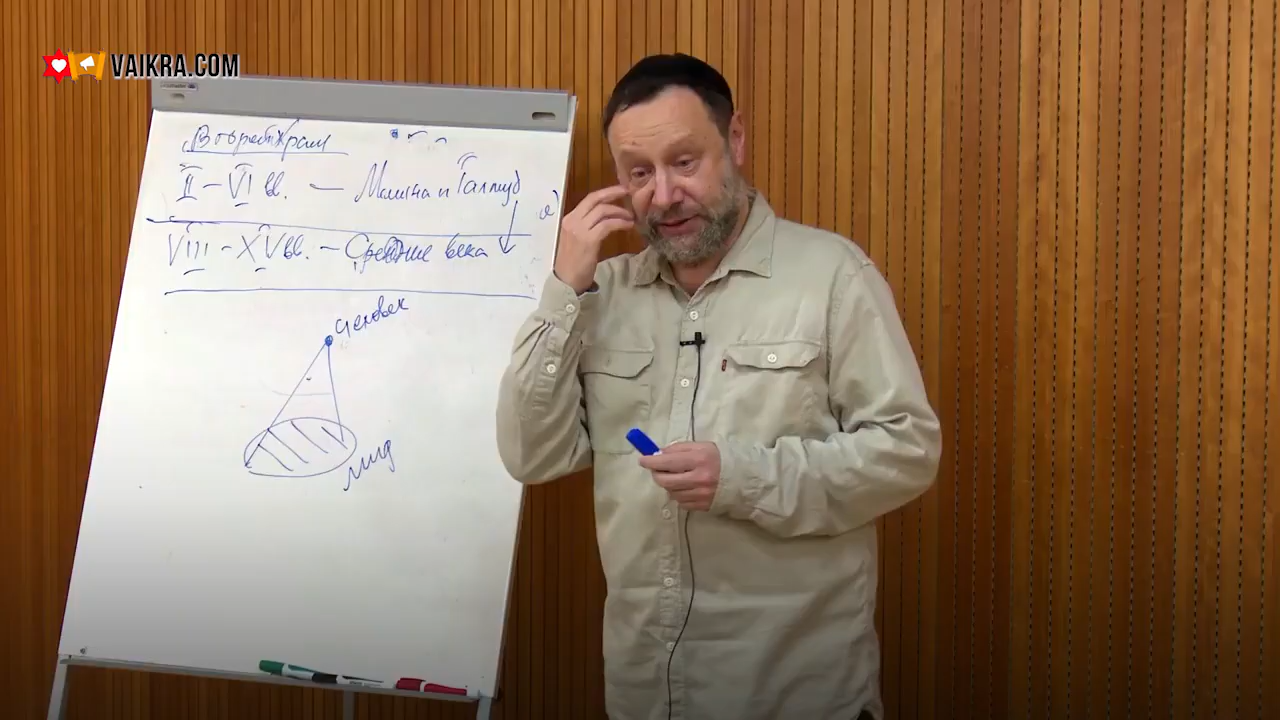 VAIKRA.COM
Второй Храм
II – VI вв. — Мишна и Талмуд
VIII – XV вв. – Средние века
человек
мир